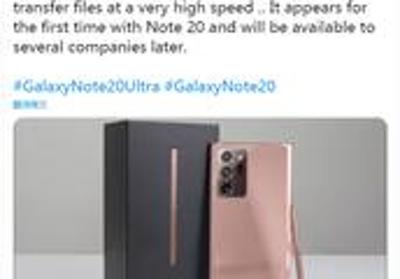 transfer files at a very high speed .. It appears for
the first time with Note 20 and will be available to
several companies later.
#GalaxyNote20Ultra #GalaxyNote20